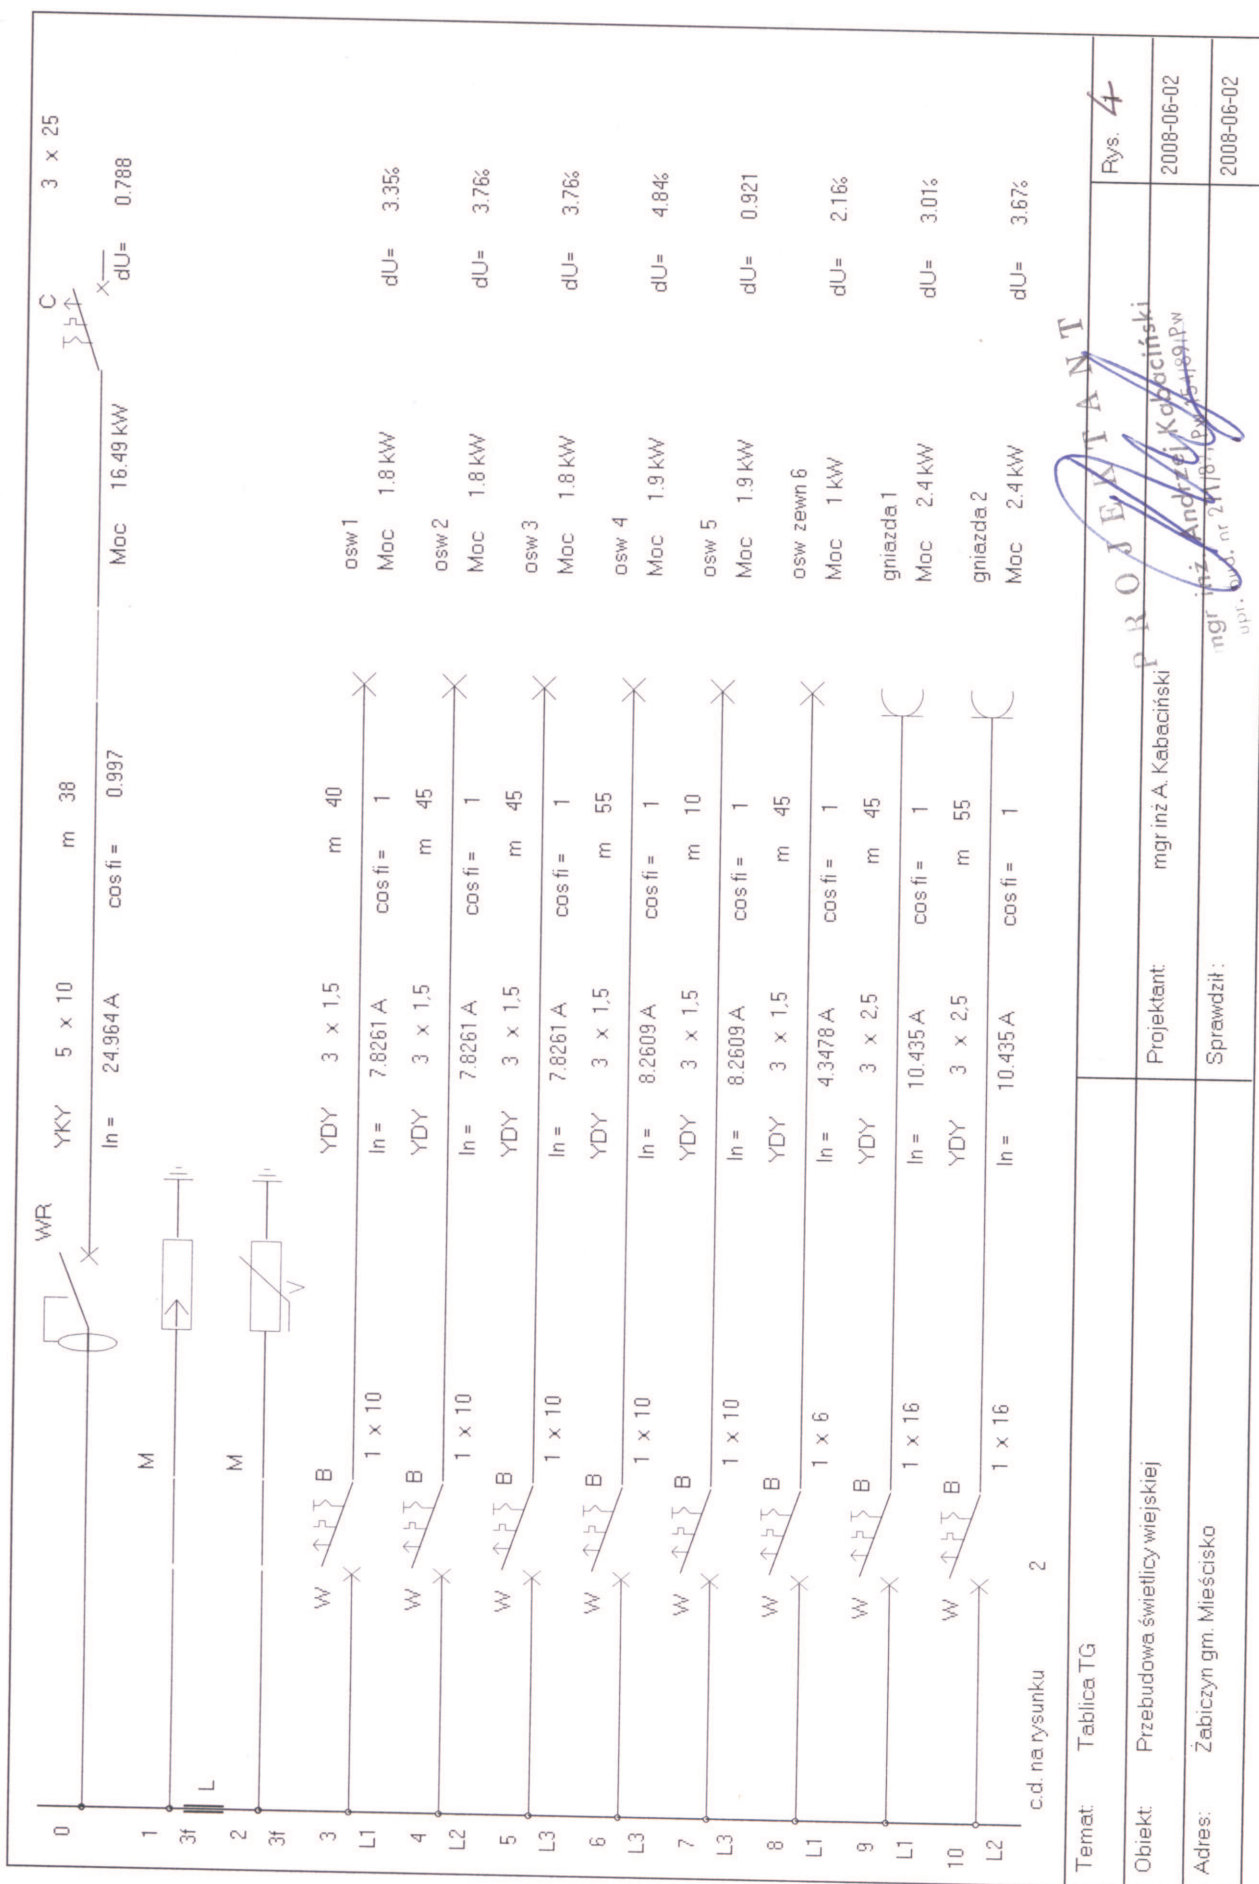 0 WR YKY 5 x 10 m 38 C 3 x 25
In = 24.964 A cos fi = 0.997 Moc 16.49 kW dU= 0.788
1 M
3f
L
2 M
3f
V
3 W B YDY 3 x 1,5 m 40 osw 1
L1 1 x 10 In = 7.8261 A cos fi = 1 Moc 1.8 kW dU= 3.35%
4 W B YDY 3 x 1,5 m 45 osw 2
L2 1 x 10 In = 7.8261 A cos fi = 1 Moc 1.8 kW dU= 3.76%
5 W B YDY 3 x 1,5 m 45 osw 3
L3 1 x 10 In = 7.8261 A cos fi = 1 Moc 1.8 kW dU= 3.76%
6 W B YDY 3 x 1,5 m 55 osw 4
L3 1 x 10 In = 8.2609 A cos fi = 1 Moc 1.9 kW dU= 4.84%
7 W B YDY 3 x 1,5 m 10 osw 5
L3 1 x 10 In = 8.2609 A cos fi = 1 Moc 1.9 kW dU= 0.921
8 W B YDY 3 x 1,5 m 45 osw zewn 6
L1 1 x 6 In = 4.3478 A cos fi = 1 Moc 1 kW dU= 2.16%
9 W B YDY 3 x 2,5 m 45 gniazda 1
L1 1 x 16 In = 10.435 A cos fi = 1 Moc 2.4 kW dU= 3.01%
10 W B YDY 3 x 2,5 m 55 gniazda 2
L2 1 x 16 In = 10.435 A cos fi = 1 Moc 2.4 kW dU= 3.67%
c.d. na rysunku 2
Temat: Tablica TG Rys. 4
Obiekt: Przebudowa świetlicy wiejskiej Projektant: mgr inż A. Kabaciński 2008-06-02
Adres: Żabiczyn gm. Mieścisko Sprawdził: 2008-06-02
PROJEKTANT
mgr inż. Andrzej Kabaciński
upr. nr